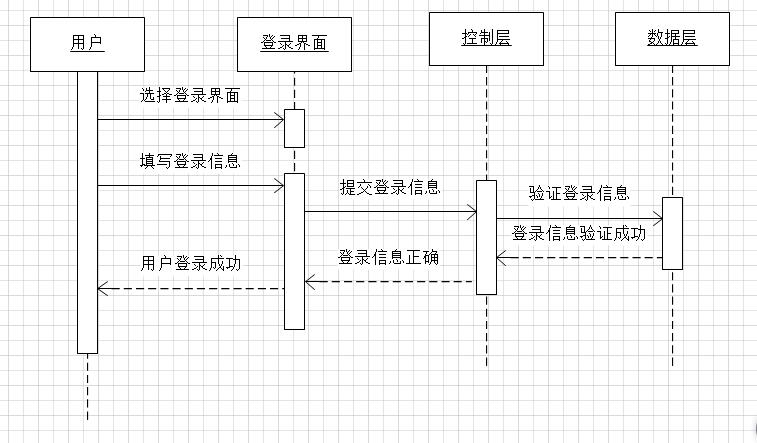 用户
登录界面
控制层
数据层
选择登录界面
填写登录信息
提交登录信息
验证登录信息
登录信息验证成功
登录信息正确
用户登录成功